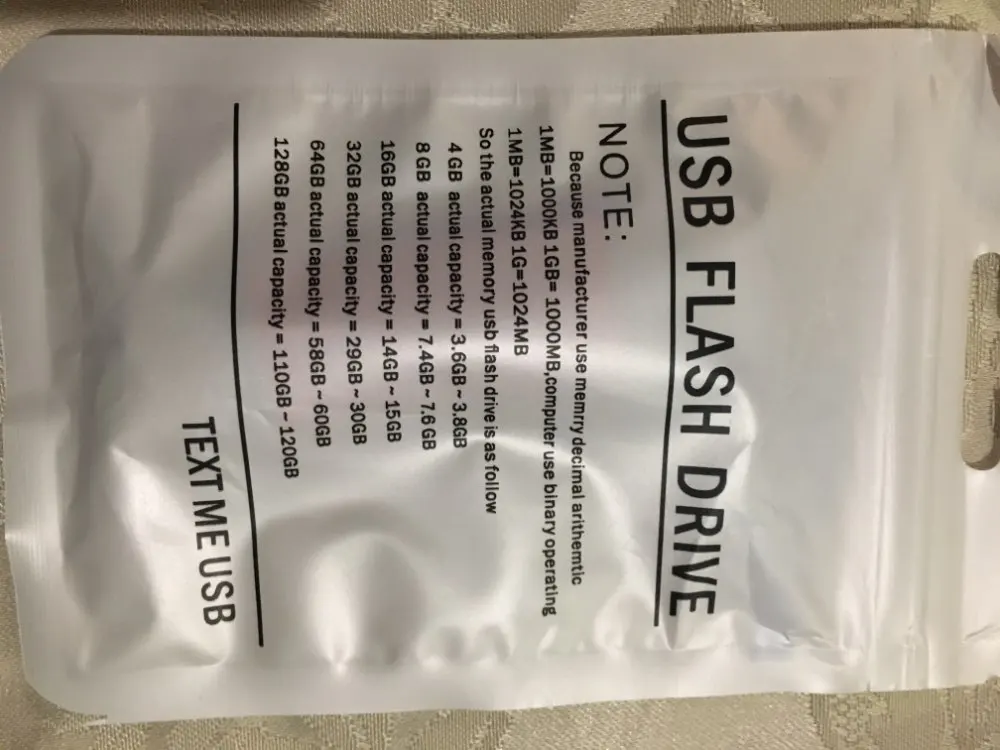 USB FLASH DRIVE
NOTE:
Because manufacturer use memrry decimal arithemtic
1MB=1000KB 1GB= 1000MB,computer use binary operating
1MB=1024KB 1G=1024MB
So the actual memory usb flash drive is as follow
4 GB actual capacity = 3.6GB ~ 3.8GB
8 GB actual capacity = 7.4GB ~ 7.6 GB
16GB actual capacity = 14GB ~ 15GB
32GB actual capacity = 29GB ~ 30GB
64GB actual capacity = 58GB ~ 60GB
128GB actual capacity = 110GB ~ 120GB
TEXT ME USB